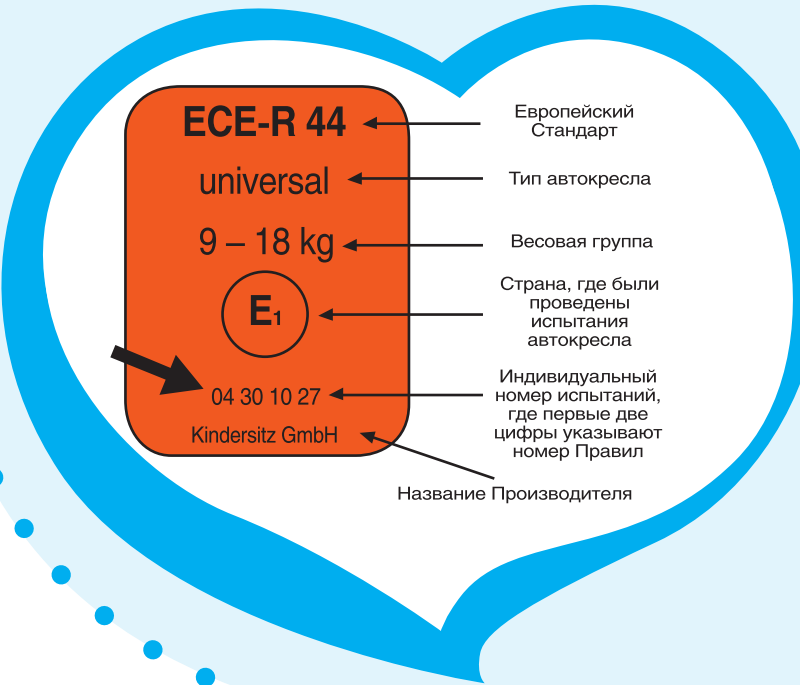 ECE-R 44
Европейский
Стандарт
universal
Тип автокресла
9 – 18 kg
Весовая группа
E1
Страна, где были
проведены
испытания
автокресла
04 30 10 27
Индивидуальный
номер испытаний,
где первые две
цифры указывают
номер Правил
Kindersitz GmbH
Название Производителя